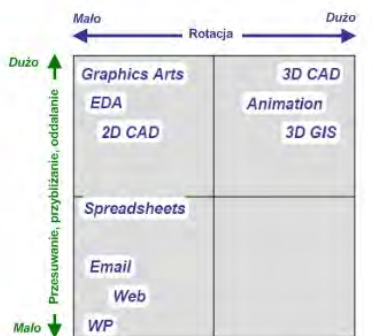 Mało Dużo
Rotacja
Dużo
Przesuwanie, przybliżanie, oddalanie
Mało
Graphics Arts 3D CAD
EDA Animation
2D CAD 3D GIS
Spreadsheets
Email
Web
WP